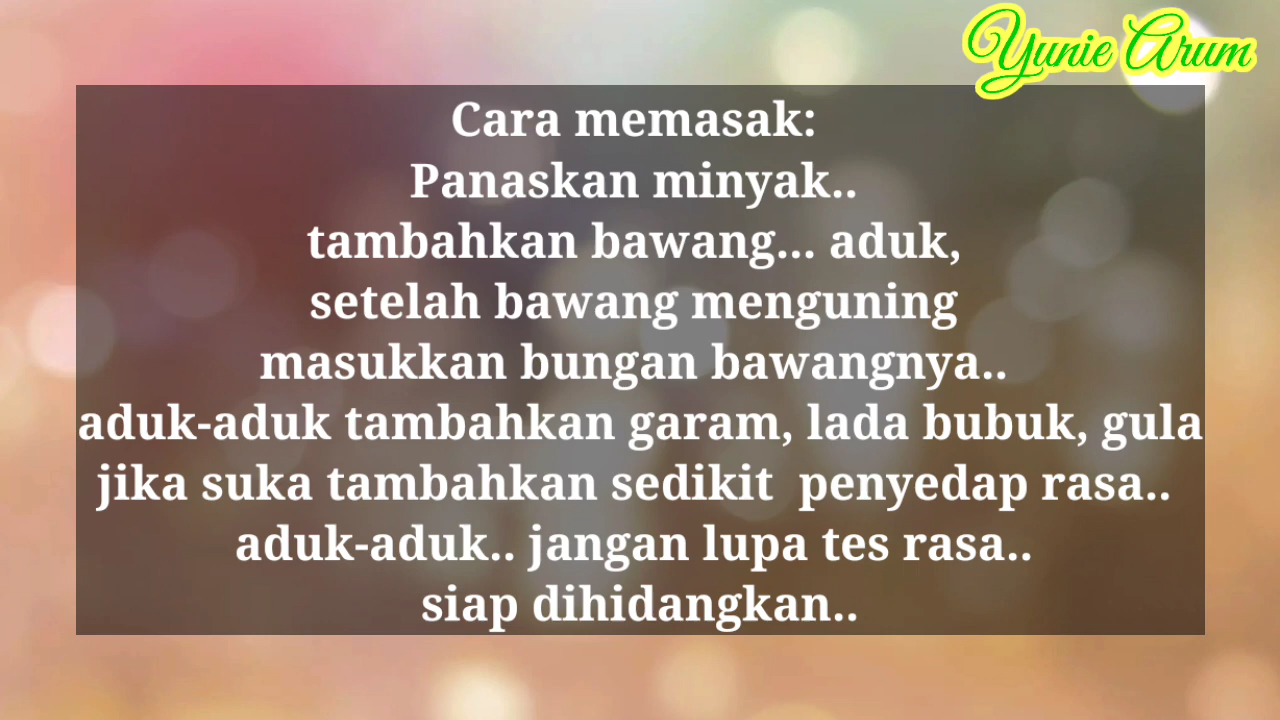 Yunie Arum
Cara memasak:
Panaskan minyak..
tambahkan bawang... aduk,
setelah bawang menguning
masukkan bungan bawangnya..
aduk-aduk tambahkan garam, lada bubuk, gula
jika suka tambahkan sedikit  penyedap rasa..
aduk-aduk.. jangan lupa tes rasa..
siap dihidangkan..